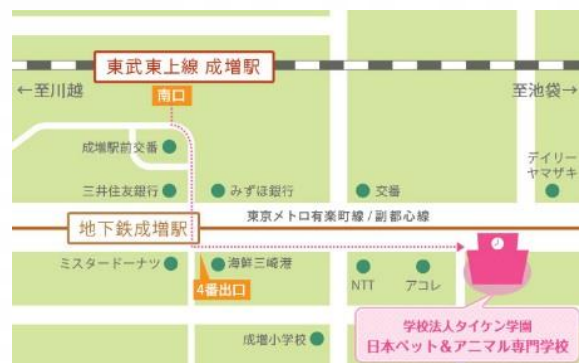 東武東上線 成増駅
←至川越
南口
至池袋→
成増駅前交番
デイリー
ヤマザキ
三井住友銀行
みずほ銀行
交番
東京メトロ有楽町線/副都心線
地下鉄成増駅
ミスタードーナツ
海鮮三崎港
4番出口
NTT
アコレ
成増小学校
学校法人タイケン学園
日本ペット&アニマル専門学校